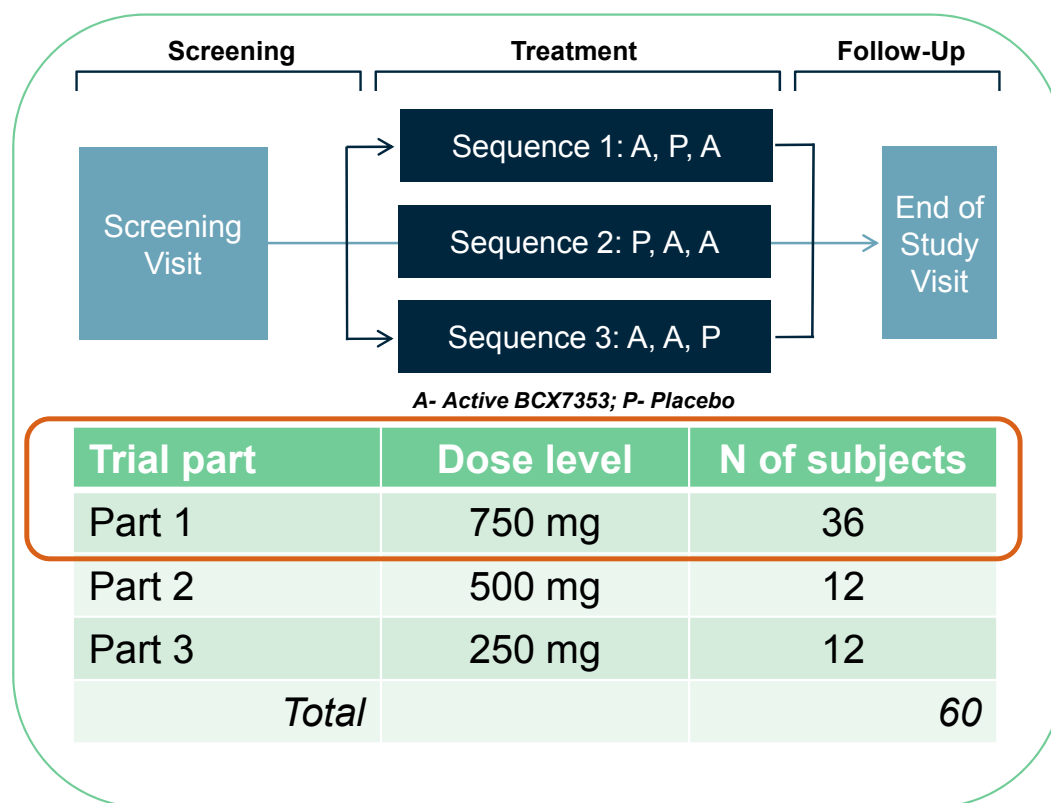 Screening Treatment Follow-Up
Sequence 1: A, P, A
Screening
Visit
Sequence 2: P, A, A
End of
Study
Visit
Sequence 3: A, A, P
A- Active BCX7353; P- Placebo
Trial part Dose level N of subjects
Part 1 750 mg 36
Part 2 500 mg 12
Part 3 250 mg 12
Total 60